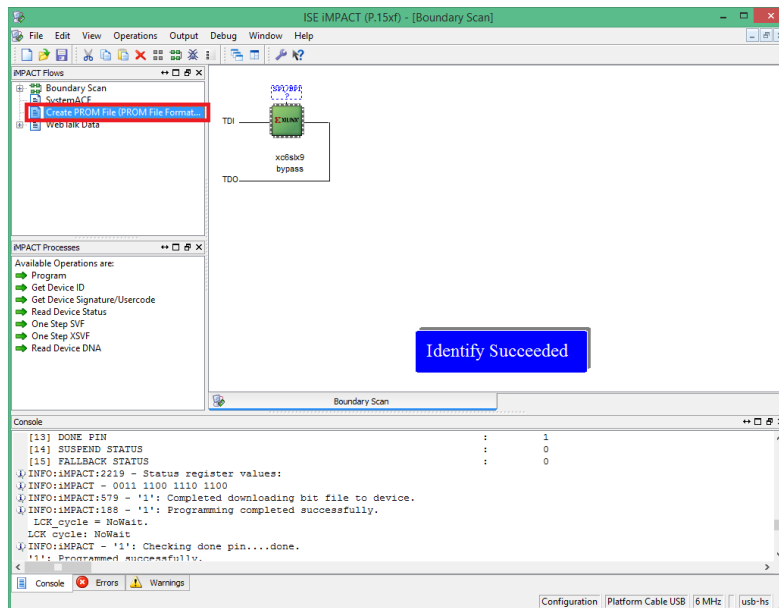 ISE iMPACT (P.15xf) - [Boundary Scan]
File Edit View Operations Output Debug Window Help
iMPACT Flows
Boundary Scan
SystemACE
Create PROM File (PROM File Format...
WebTalk Data
SPI/BPI
?
TDI
XILINX
xc6slx9
bypass
TDO
iMPACT Processes
Available Operations are:
Program
Get Device ID
Get Device Signature/Usercode
Read Device Status
One Step SVF
One Step XSVF
Read Device DNA
Identify Succeeded
Boundary Scan
Console
[13] DONE PIN : 1
[14] SUSPEND STATUS : 0
[15] FALLBACK STATUS : 0
INFO:iMPACT:2219 - Status register values:
INFO:iMPACT - 0011 1100 1110 1100
INFO:iMPACT:579 - '1': Completed downloading bit file to device.
INFO:iMPACT:188 - '1': Programming completed successfully.
LCK_cycle = NoWait.
LCK cycle: NoWait
INFO:iMPACT - '1': Checking done pin....done.
'1': Programmed successfully.
Console Errors Warnings
Configuration Platform Cable USB 6 MHz usb-hs